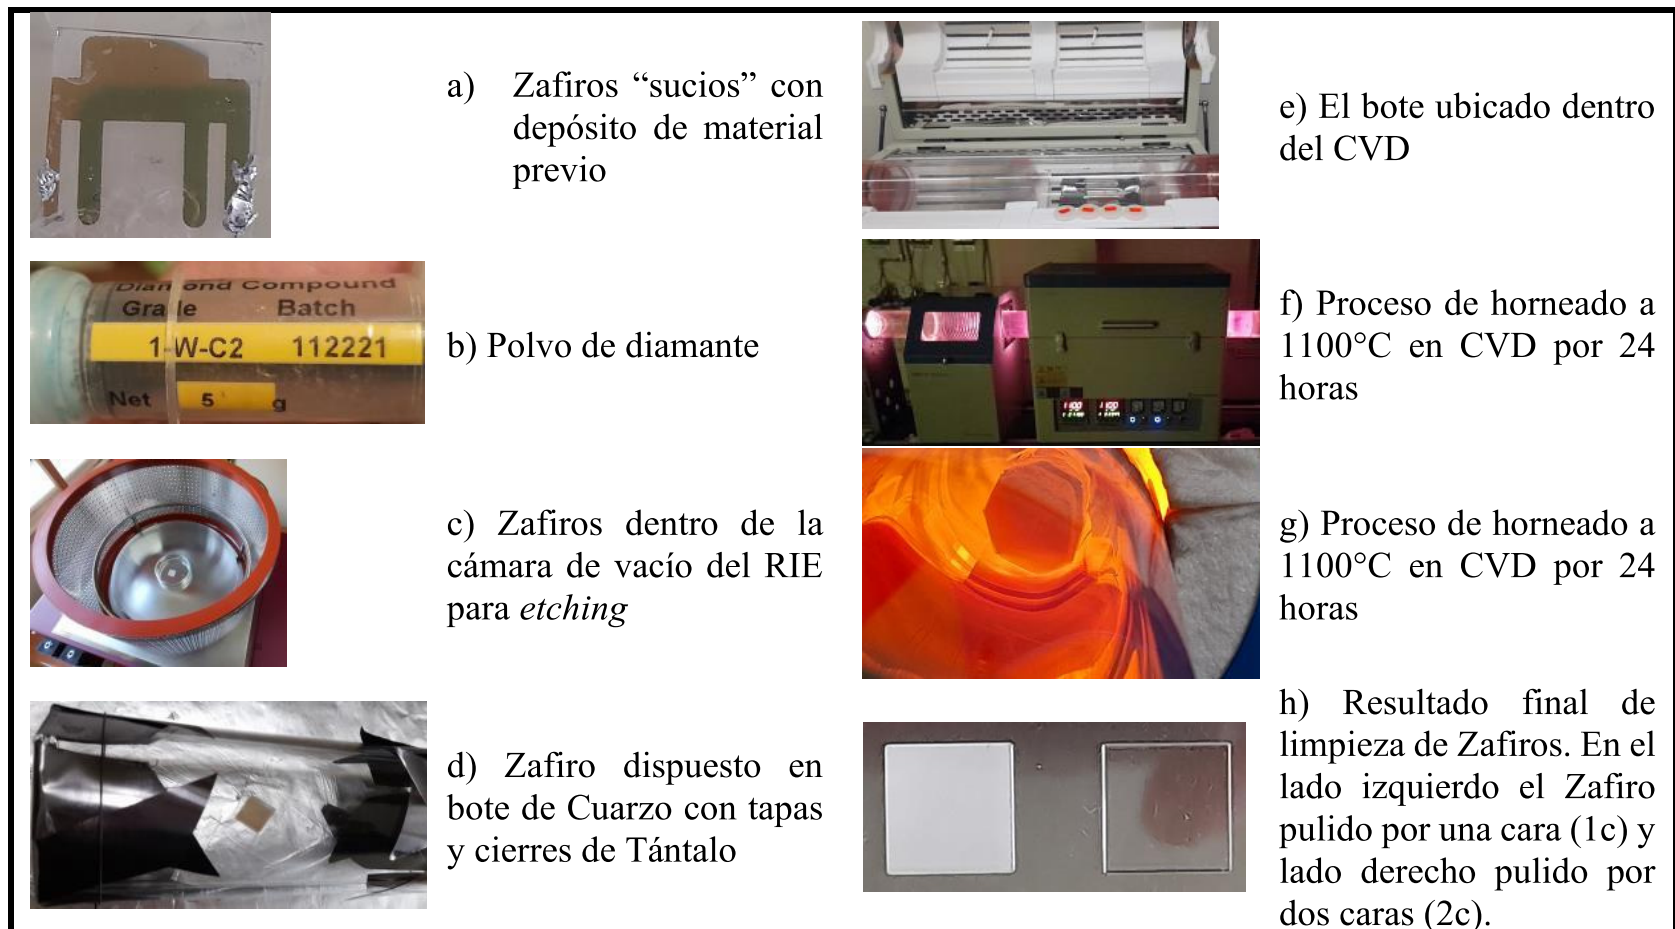 a) Zafiros “sucios” con
depósito de material
previo
Diamond Compound
Grade Batch
1-W-C2 112221
Net 5 g
b) Polvo de diamante
c) Zafiros dentro de la
cámara de vacío del RIE
para etching
d) Zafiro dispuesto en
bote de Cuarzo con tapas
y cierres de Tántalo
e) El bote ubicado dentro
del CVD
f) Proceso de horneado a
1100°C en CVD por 24
horas
1100 1100
g) Proceso de horneado a
1100°C en CVD por 24
horas
h) Resultado final de
limpieza de Zafiros. En el
lado izquierdo el Zafiro
pulido por una cara (1c) y
lado derecho pulido por
dos caras (2c).